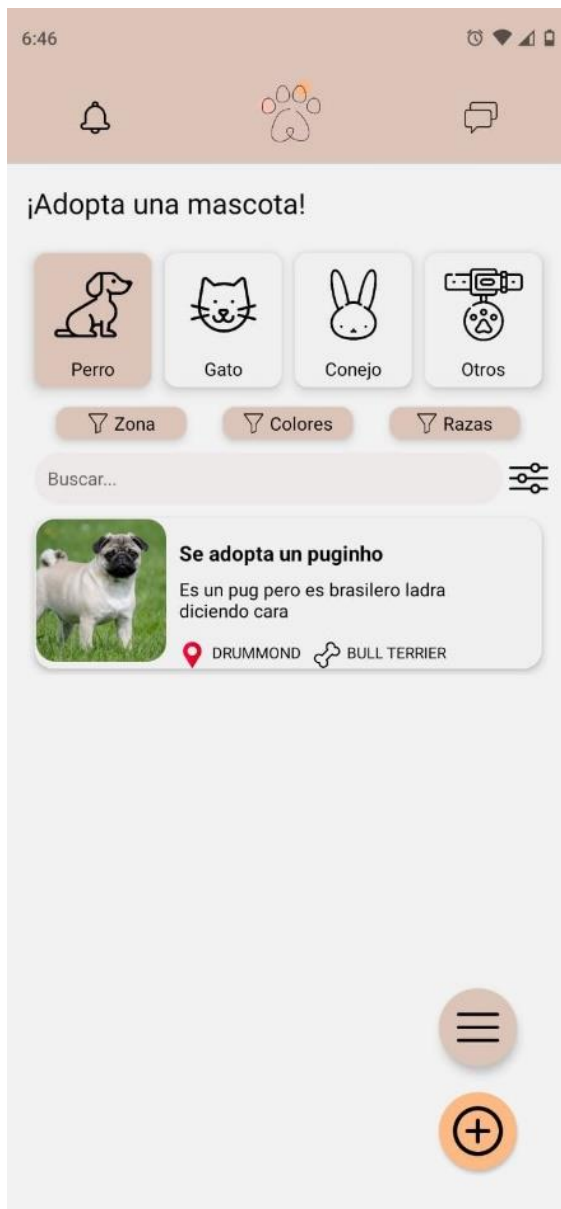 6:46
¡Adopta una mascota!
Perro Gato Conejo Otros
Zona Colores Razas
Buscar...
Se adopta un puginho
Es un pug pero es brasilero ladra
diciendo cara
DRUMMOND BULL TERRIER